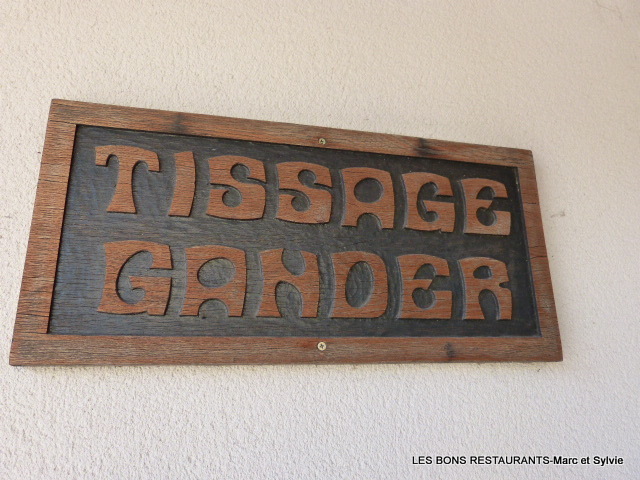 TISSAGE
GANDER
LES BONS RESTAURANTS-Marc et Sylvie